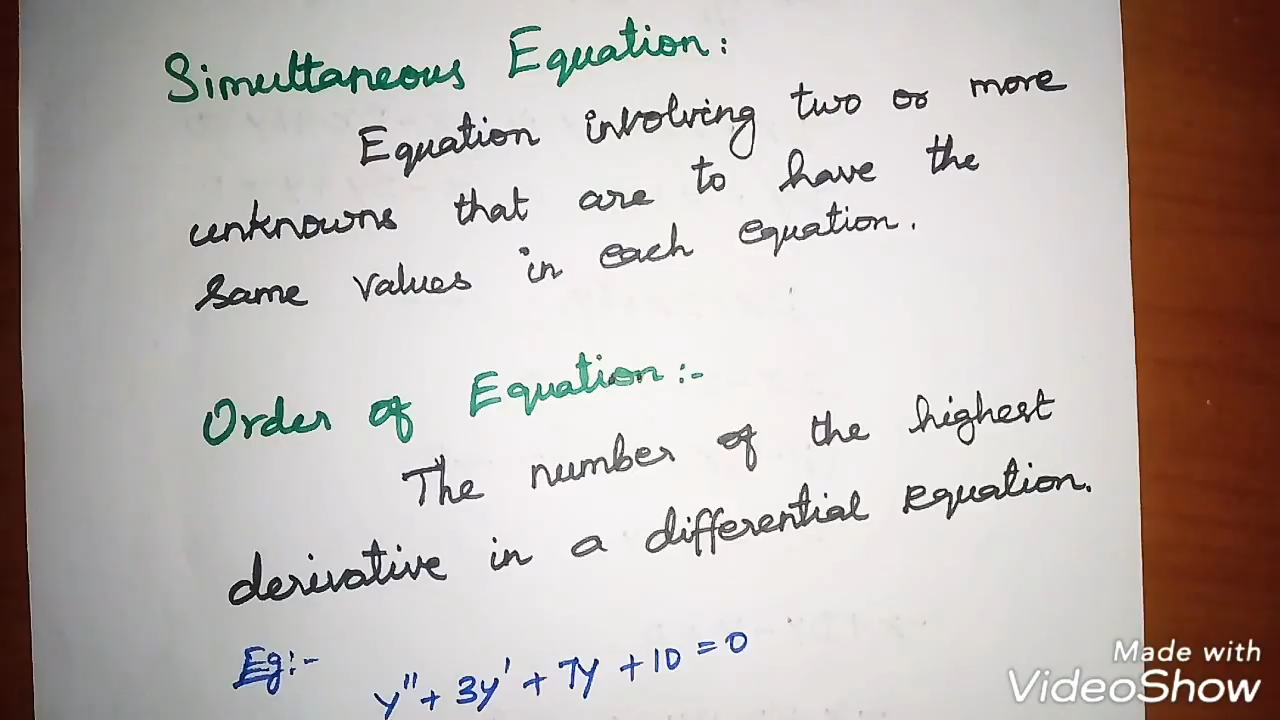 Simultaneous Equation:
Equation involving two or more
unknowns that are to have the
same values in each equation.
Order of Equation:-
The number of the highest
derivative in a differential equation.
Eg:-
y" + 3y' + 7y + 10 = 0
Made with
VideoShow